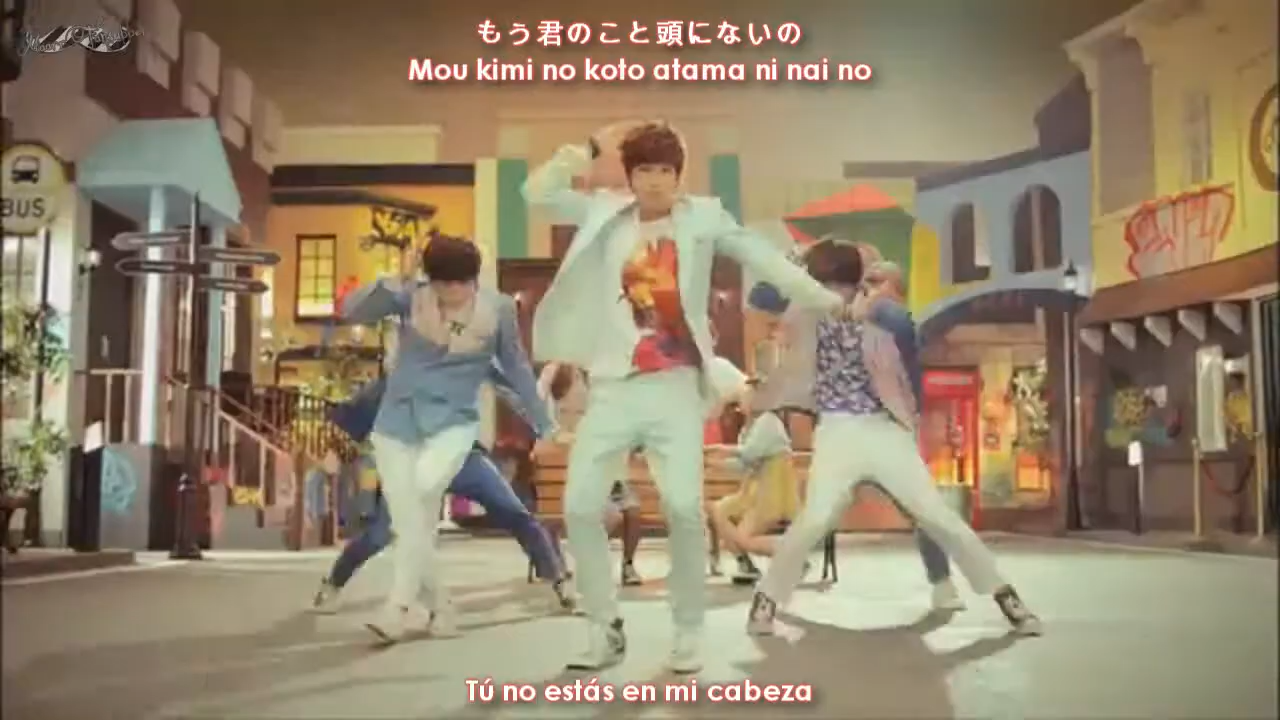 もう君のこと頭にないの
Mou kimi no koto atama ni nai no
BUS
Tú no estás en mi cabeza